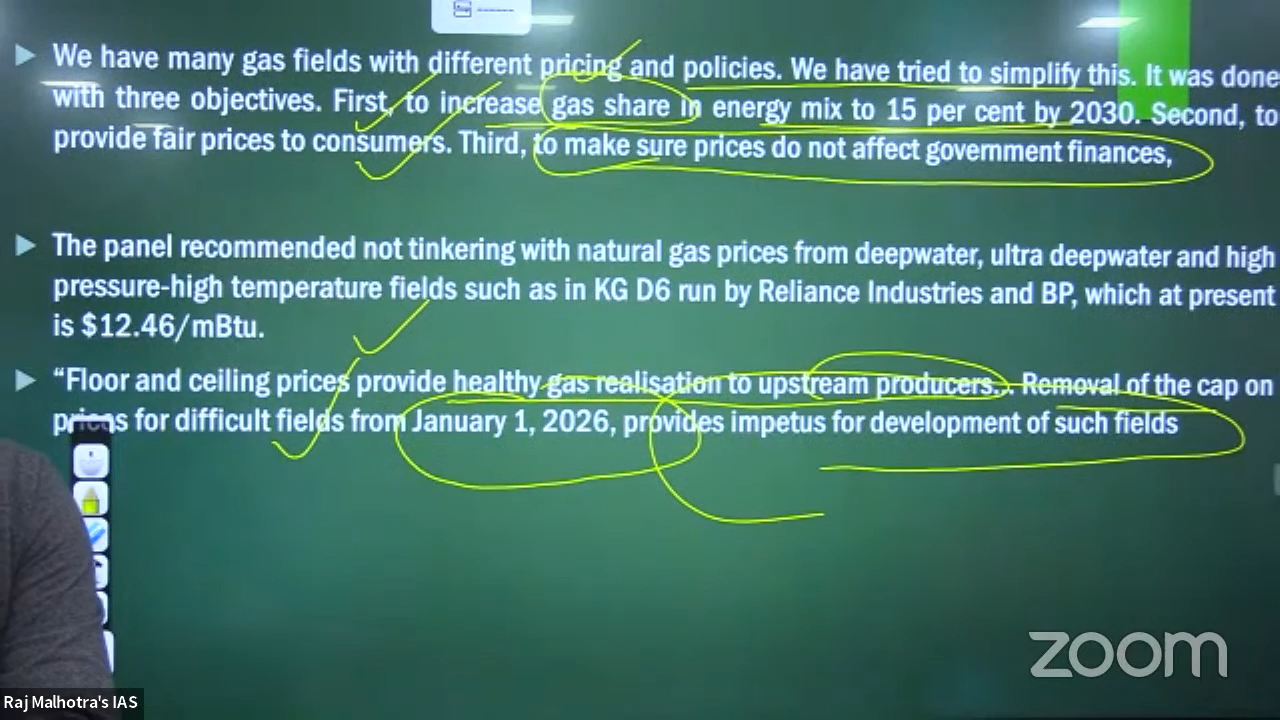 We have many gas fields with different pricing and policies. We have tried to simplify this. It was done
with three objectives. First, to increase gas share in energy mix to 15 per cent by 2030. Second, to
provide fair prices to consumers. Third, to make sure prices do not affect government finances,
The panel recommended not tinkering with natural gas prices from deepwater, ultra deepwater and high
pressure-high temperature fields such as in KG D6 run by Reliance Industries and BP, which at present
is $12.46/mBtu.
“Floor and ceiling prices provide healthy gas realisation to upstream producers.. Removal of the cap on
prices for difficult fields from January 1, 2026, provides impetus for development of such fields
zoom
Raj Malhotra's IAS